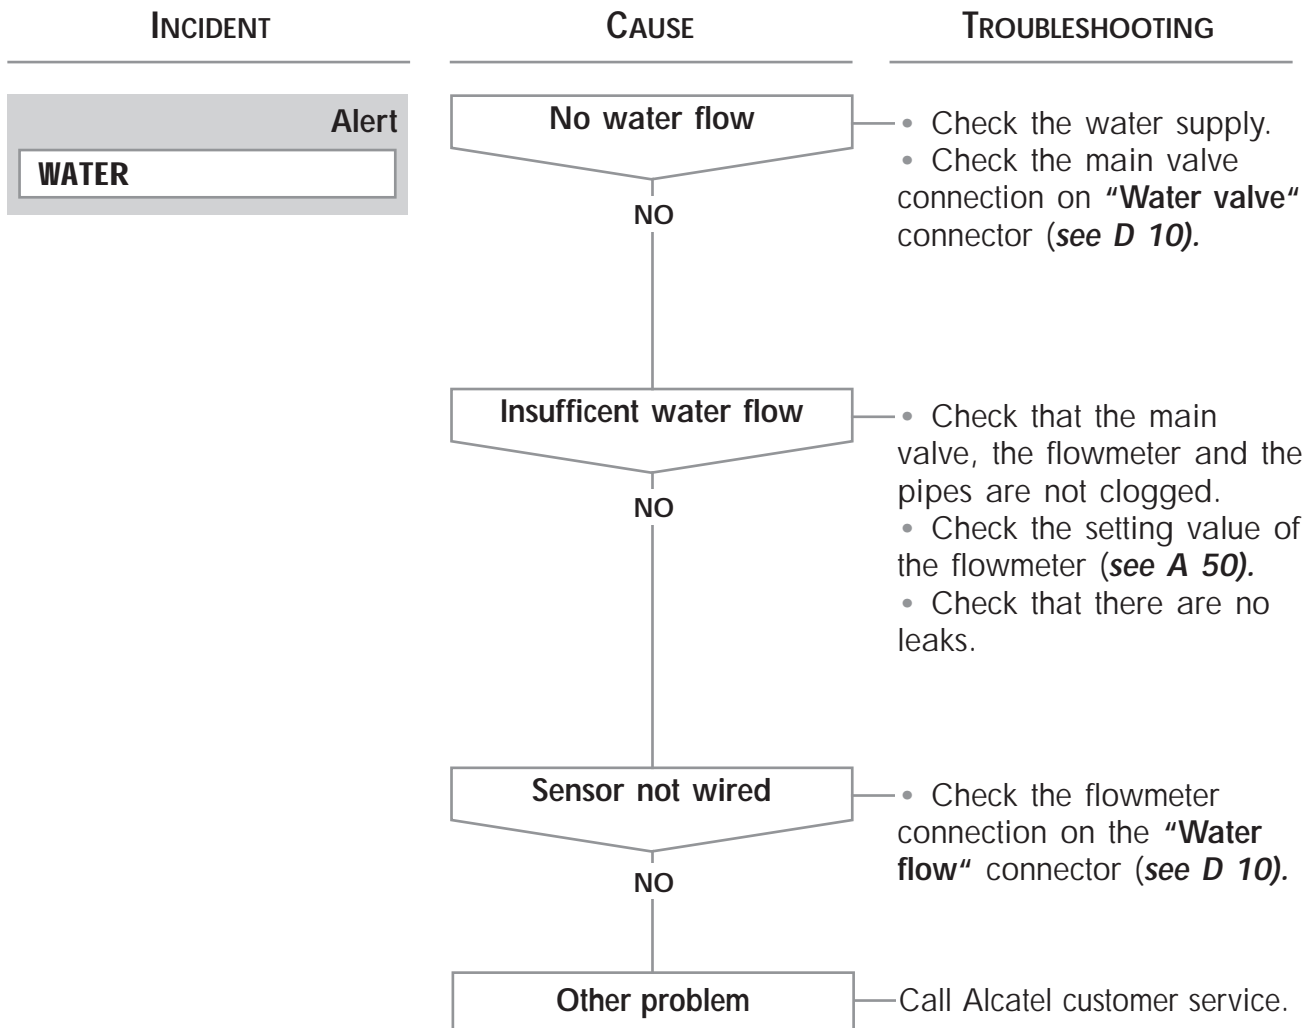 INCIDENT
CAUSE
TROUBLESHOOTING
Alert
WATER
No water flow
• Check the water supply.
• Check the main valve
connection on “Water valve“
connector (see D 10).
NO
Insufficent water flow
• Check that the main
valve, the flowmeter and the
pipes are not clogged.
• Check the setting value of
the flowmeter (see A 50).
• Check that there are no
leaks.
NO
Sensor not wired
• Check the flowmeter
connection on the “Water
flow“ connector (see D 10).
NO
Other problem
Call Alcatel customer service.